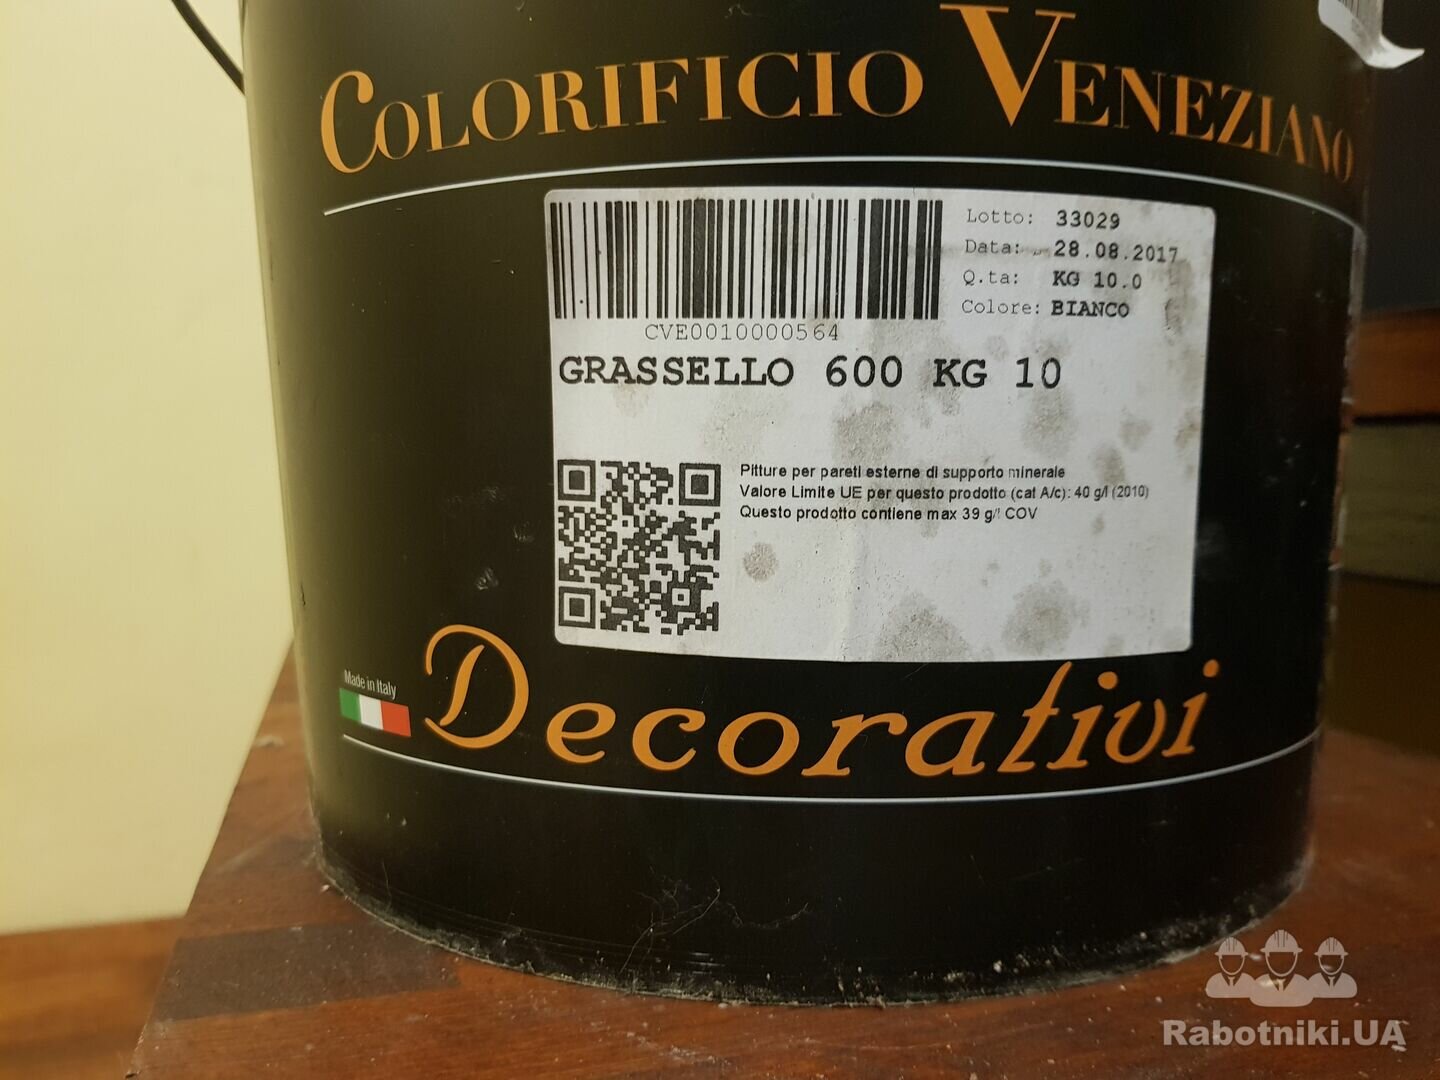 COLORIFICIO VENEZIANO
Lotto: 33029
Data: 28.08.2017
Q.ta: KG 10.0
Colore: BIANCO
CVE0010000564
GRASSELLO 600 KG 10
Pitture per pareti esterne di supporto minerale
Valore Limite UE per questo prodotto (cat A/c): 40 g/l (2010)
Questo prodotto contiene max 39 g/l COV
Made in Italy
Decorativi
Rabotniki.UA